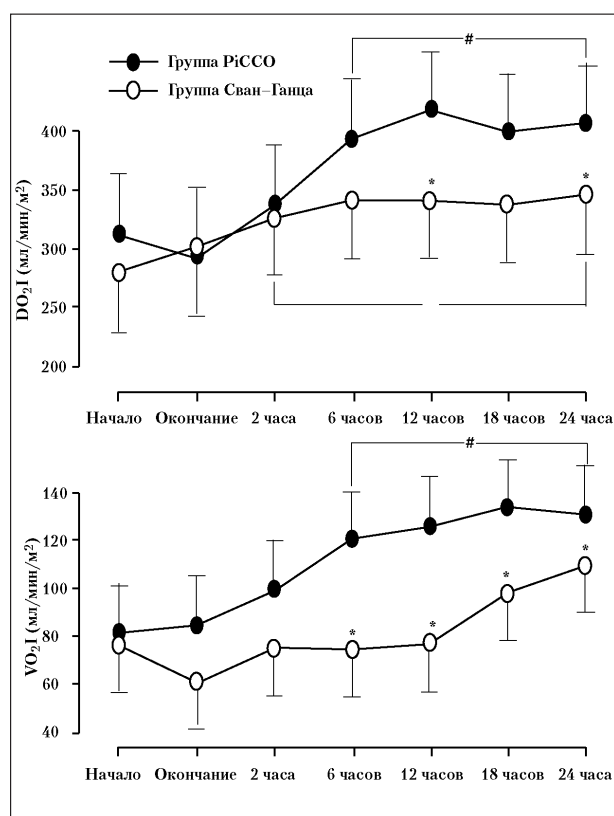 #
Группа PiCCO
Группа Сван–Ганца
DO₂I (мл/мин/м²)
400
350
300
250
200
* *
Начало Окончание 2 часа 6 часов 12 часов 18 часов 24 часа
#
VO₂I (мл/мин/м²)
140
120
100
80
60
40
* * * *
Начало Окончание 2 часа 6 часов 12 часов 18 часов 24 часа